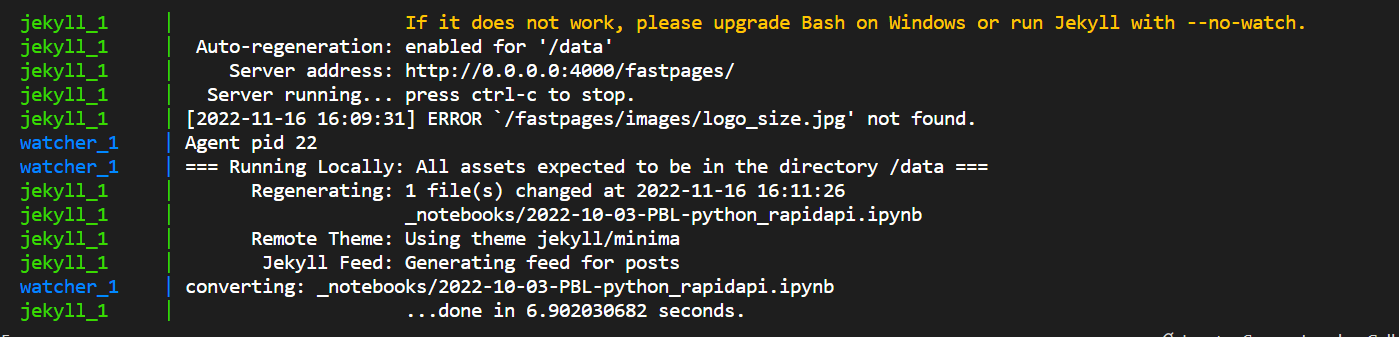 jekyll_1 | If it does not work, please upgrade Bash on Windows or run Jekyll with --no-watch.
jekyll_1 | Auto-regeneration: enabled for '/data'
jekyll_1 | Server address: http://0.0.0.0:4000/fastpages/
jekyll_1 | Server running... press ctrl-c to stop.
jekyll_1 | [2022-11-16 16:09:31] ERROR `/fastpages/images/logo_size.jpg' not found.
watcher_1 | Agent pid 22
watcher_1 | === Running Locally: All assets expected to be in the directory /data ===
jekyll_1 | Regenerating: 1 file(s) changed at 2022-11-16 16:11:26
jekyll_1 | _notebooks/2022-10-03-PBL-python_rapidapi.ipynb
jekyll_1 | Remote Theme: Using theme jekyll/minima
jekyll_1 | Jekyll Feed: Generating feed for posts
watcher_1 | converting: _notebooks/2022-10-03-PBL-python_rapidapi.ipynb
jekyll_1 | ...done in 6.902030682 seconds.